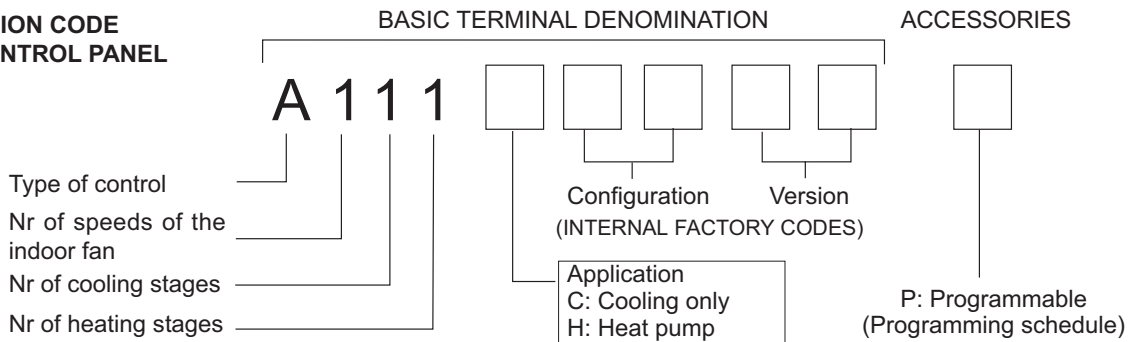 ION CODE
NTROL PANEL
BASIC TERMINAL DENOMINATION
ACCESSORIES
A 1 1 1
Type of control
Nr of speeds of the
indoor fan
Nr of cooling stages
Nr of heating stages
Configuration
Version
(INTERNAL FACTORY CODES)
Application
C: Cooling only
H: Heat pump
P: Programmable
(Programming schedule)